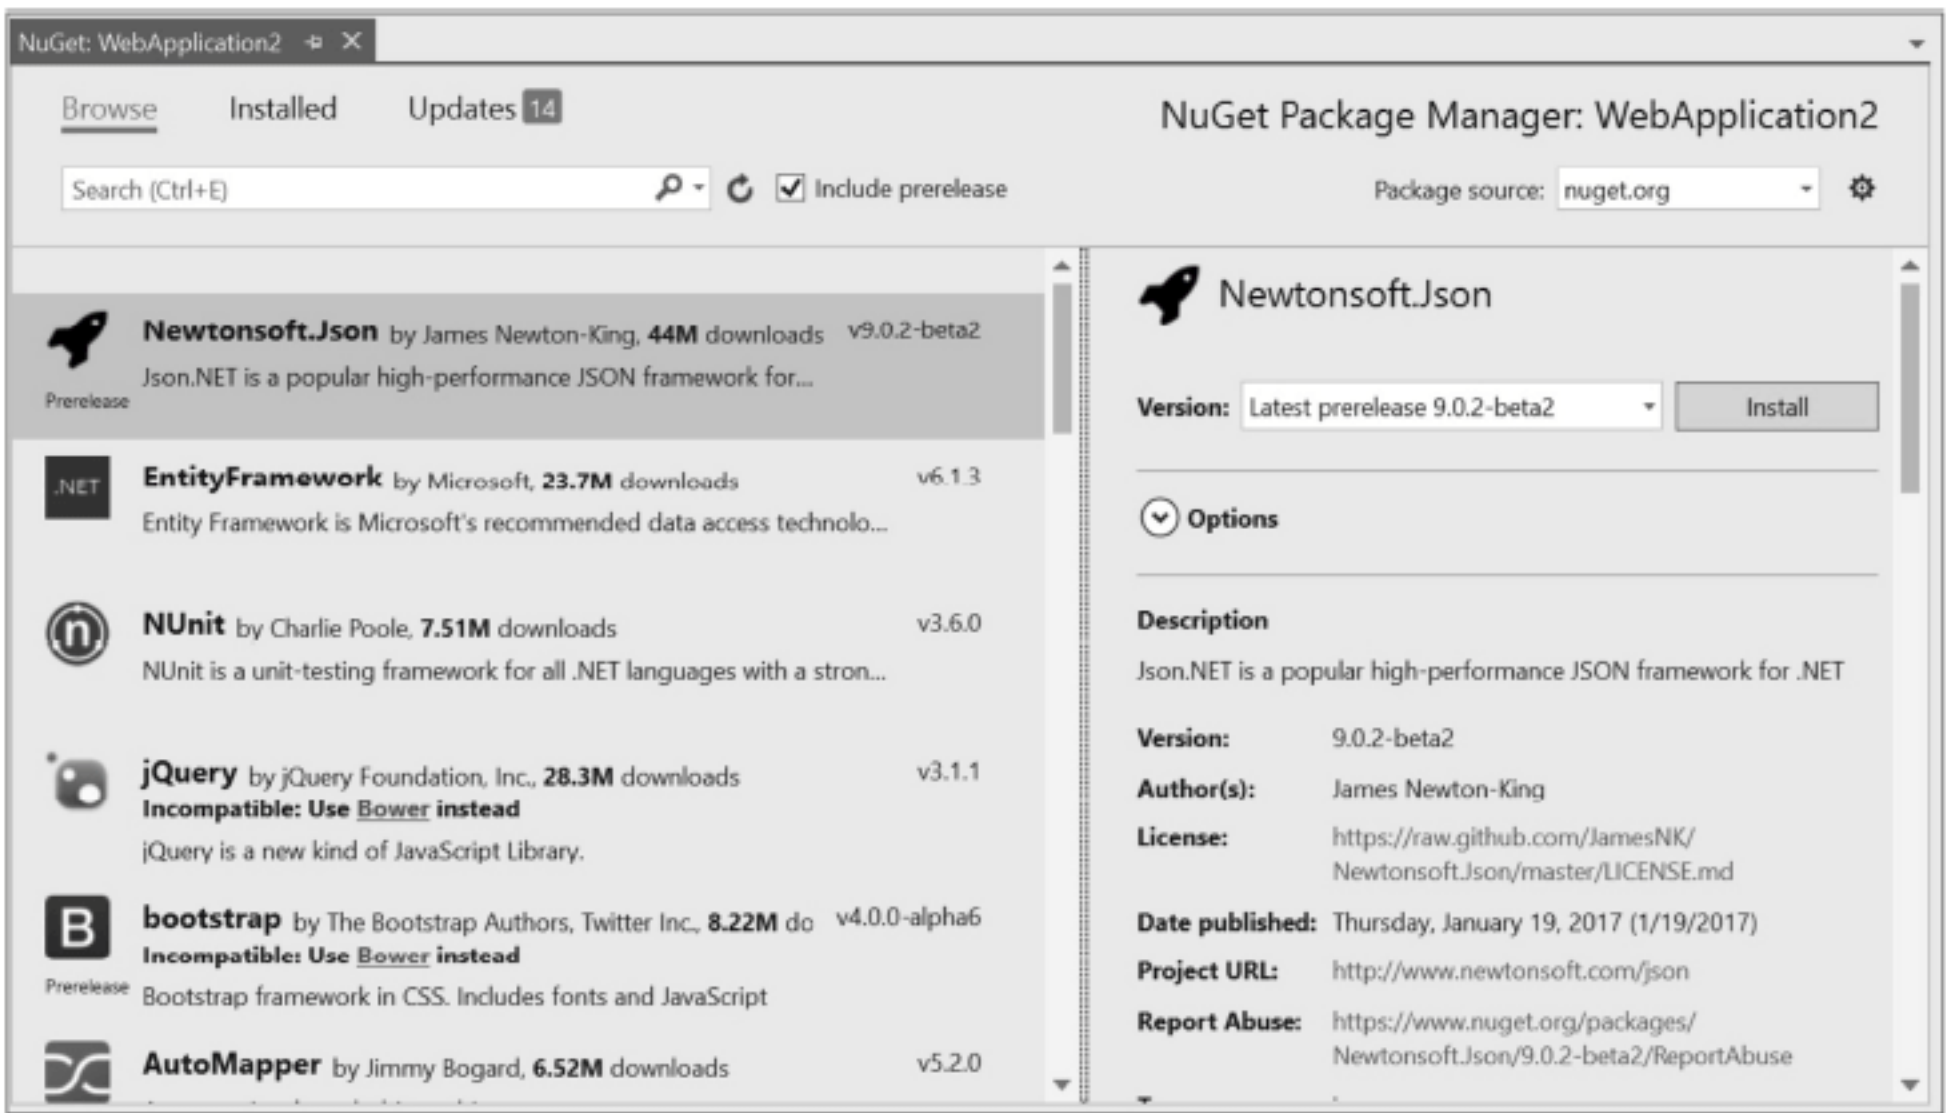 NuGet: WebApplication2
Browse Installed Updates 14
NuGet Package Manager: WebApplication2
Search (Ctrl+E) Include prerelease
Package source: nuget.org
Newtonsoft.Json by James Newton-King, 44M downloads v9.0.2-beta2
Json.NET is a popular high-performance JSON framework for...
Prerelease
.NET
EntityFramework by Microsoft, 23.7M downloads v6.1.3
Entity Framework is Microsoft's recommended data access technolo...
NUnit by Charlie Poole, 7.51M downloads v3.6.0
NUnit is a unit-testing framework for all .NET languages with a stron...
jQuery by jQuery Foundation, Inc., 28.3M downloads v3.1.1
Incompatible: Use Bower instead
jQuery is a new kind of JavaScript Library.
B
bootstrap by The Bootstrap Authors, Twitter Inc., 8.22M do v4.0.0-alpha6
Incompatible: Use Bower instead
Prerelease
Bootstrap framework in CSS. Includes fonts and JavaScript
AutoMapper by Jimmy Bogard, 6.52M downloads v5.2.0
Newtonsoft.Json
Version: Latest prerelease 9.0.2-beta2 Install
Options
Description
Json.NET is a popular high-performance JSON framework for .NET
Version: 9.0.2-beta2
Author(s): James Newton-King
License: https://raw.github.com/JamesNK/
Newtonsoft.Json/master/LICENSE.md
Date published: Thursday, January 19, 2017 (1/19/2017)
Project URL: http://www.newtonsoft.com/json
Report Abuse: https://www.nuget.org/packages/
Newtonsoft.Json/9.0.2-beta2/ReportAbuse